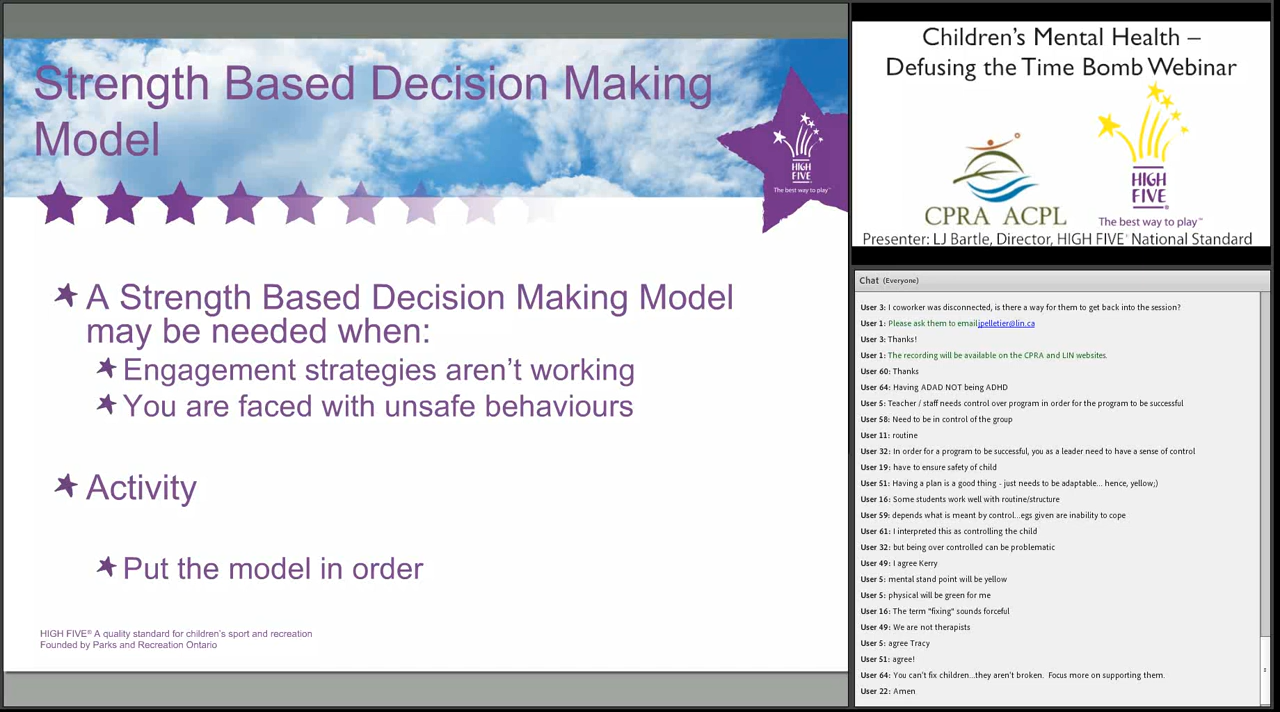 Strength Based Decision Making
Model
HIGH
FIVE
The best way to play™
A Strength Based Decision Making Model
may be needed when:
Engagement strategies aren't working
You are faced with unsafe behaviours
Activity
Put the model in order
HIGH FIVE® A quality standard for children's sport and recreation
Founded by Parks and Recreation Ontario
Children's Mental Health –
Defusing the Time Bomb Webinar
CPRA ACPL
HIGH
FIVE®
The best way to play™
Presenter: LJ Bartle, Director, HIGH FIVE® National Standard
Chat (Everyone)
User 3: I coworker was disconnected, is there a way for them to get back into the session?
User 1: Please ask them to email jpelletier@lin.ca
User 3: Thanks!
User 1: The recording will be available on the CPRA and LIN websites.
User 60: Thanks
User 64: Having ADAD NOT being ADHD
User 5: Teacher / staff needs control over program in order for the program to be successful
User 58: Need to be in control of the group
User 11: routine
User 32: In order for a program to be successful, you as a leader need to have a sense of control
User 19: have to ensure safety of child
User 51: Having a plan is a good thing - just needs to be adaptable... hence, yellow;)
User 16: Some students work well with routine/structure
User 59: depends what is meant by control...egs given are inability to cope
User 61: I interpreted this as controlling the child
User 32: but being over controlled can be problematic
User 49: I agree Kerry
User 5: mental stand point will be yellow
User 5: physical will be green for me
User 16: The term "fixing" sounds forceful
User 49: We are not therapists
User 5: agree Tracy
User 51: agree!
User 64: You can't fix children...they aren't broken.  Focus more on supporting them.
User 22: Amen